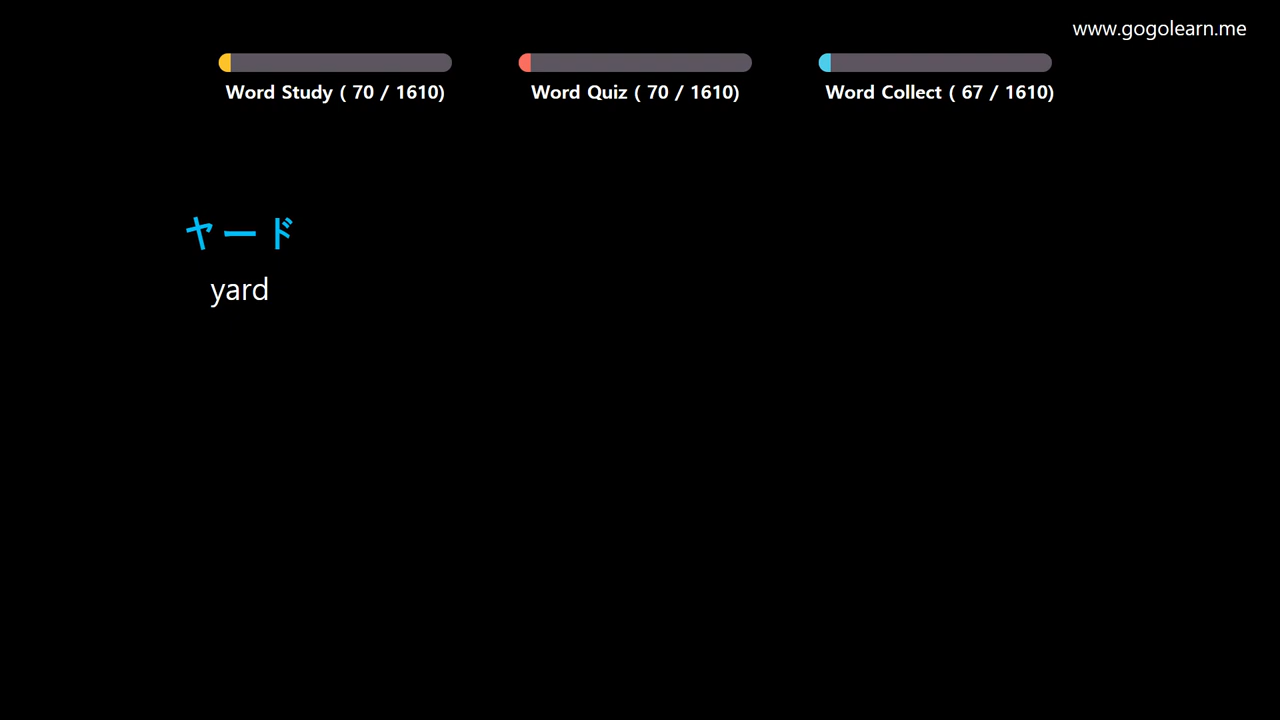 www.gogolearn.me
Word Study ( 70 / 1610)
Word Quiz ( 70 / 1610)
Word Collect ( 67 / 1610)
ヤード
yard